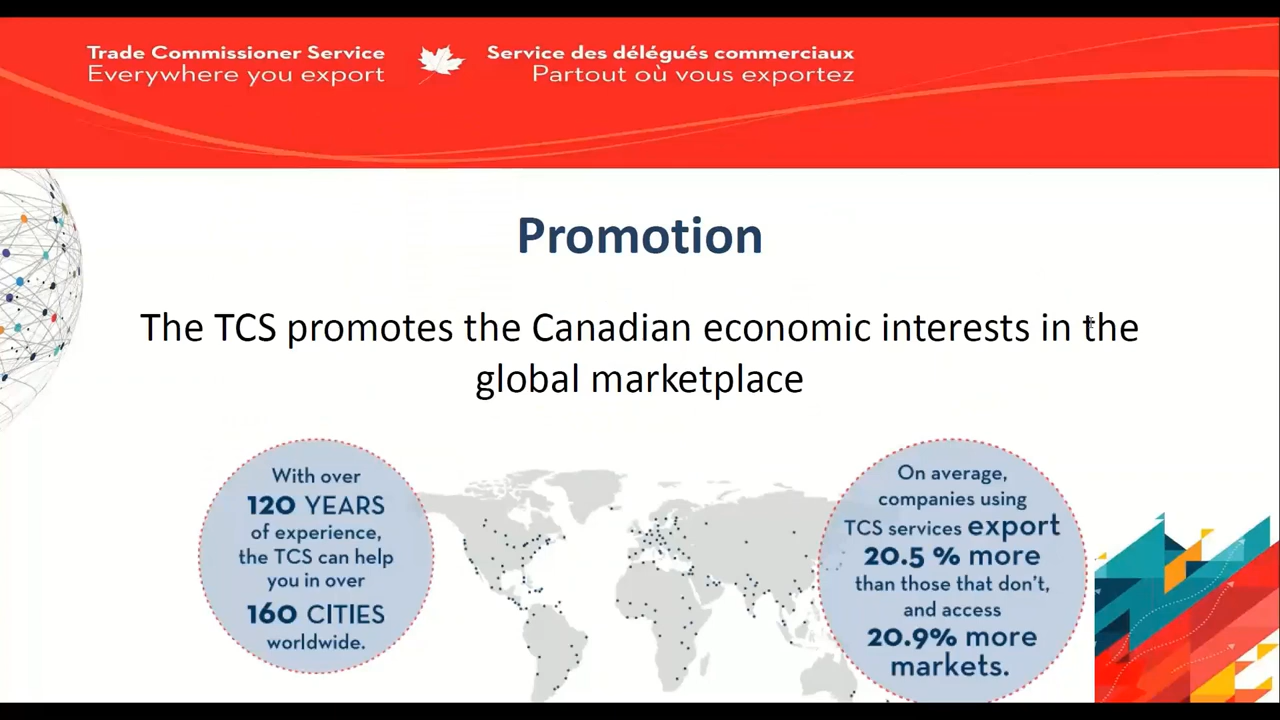 Trade Commissioner Service
Everywhere you export
Service des délégués commerciaux
Partout où vous exportez
Promotion
The TCS promotes the Canadian economic interests in the
global marketplace
With over
120 YEARS
of experience,
the TCS can help
you in over
160 CITIES
worldwide.
On average,
companies using
TCS services export
20.5 % more
than those that don't,
and access
20.9% more
markets.